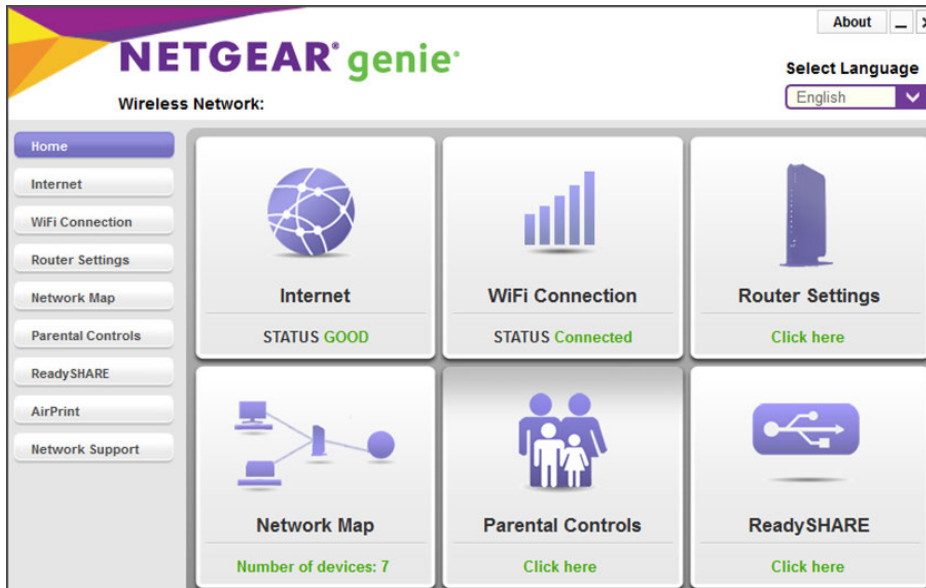 About
NETGEAR® genie®
Select Language
English
Wireless Network:
Home
Internet
WiFi Connection
Router Settings
Network Map
Parental Controls
ReadySHARE
AirPrint
Network Support
Internet
STATUS GOOD
WiFi Connection
STATUS Connected
Router Settings
Click here
Network Map
Number of devices: 7
Parental Controls
Click here
ReadySHARE
Click here